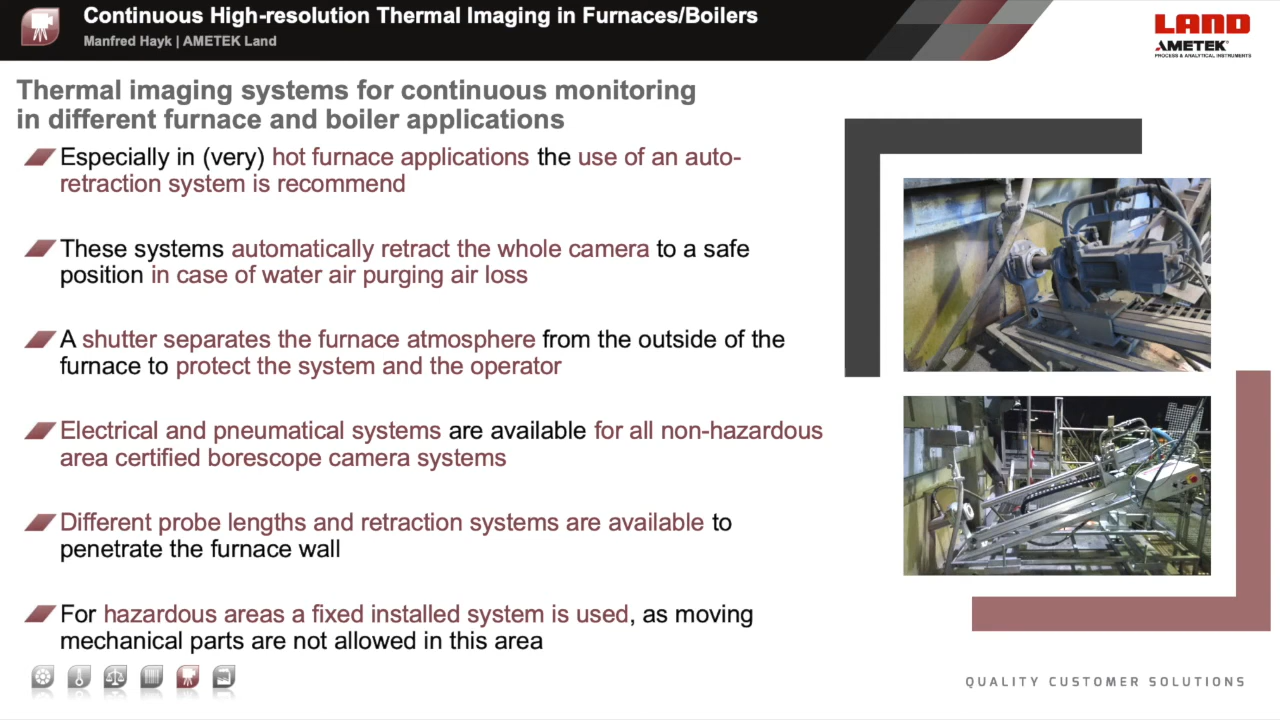 Continuous High-resolution Thermal Imaging in Furnaces/Boilers
Manfred Hayk | AMETEK Land
LAND
AMETEK
PROCESS & ANALYTICAL INSTRUMENTS
Thermal imaging systems for continuous monitoring
in different furnace and boiler applications
Especially in (very) hot furnace applications the use of an auto-
retraction system is recommend
These systems automatically retract the whole camera to a safe
position in case of water air purging air loss
A shutter separates the furnace atmosphere from the outside of the
furnace to protect the system and the operator
Electrical and pneumatical systems are available for all non-hazardous
area certified borescope camera systems
Different probe lengths and retraction systems are available to
penetrate the furnace wall
For hazardous areas a fixed installed system is used, as moving
mechanical parts are not allowed in this area
QUALITY CUSTOMER SOLUTIONS